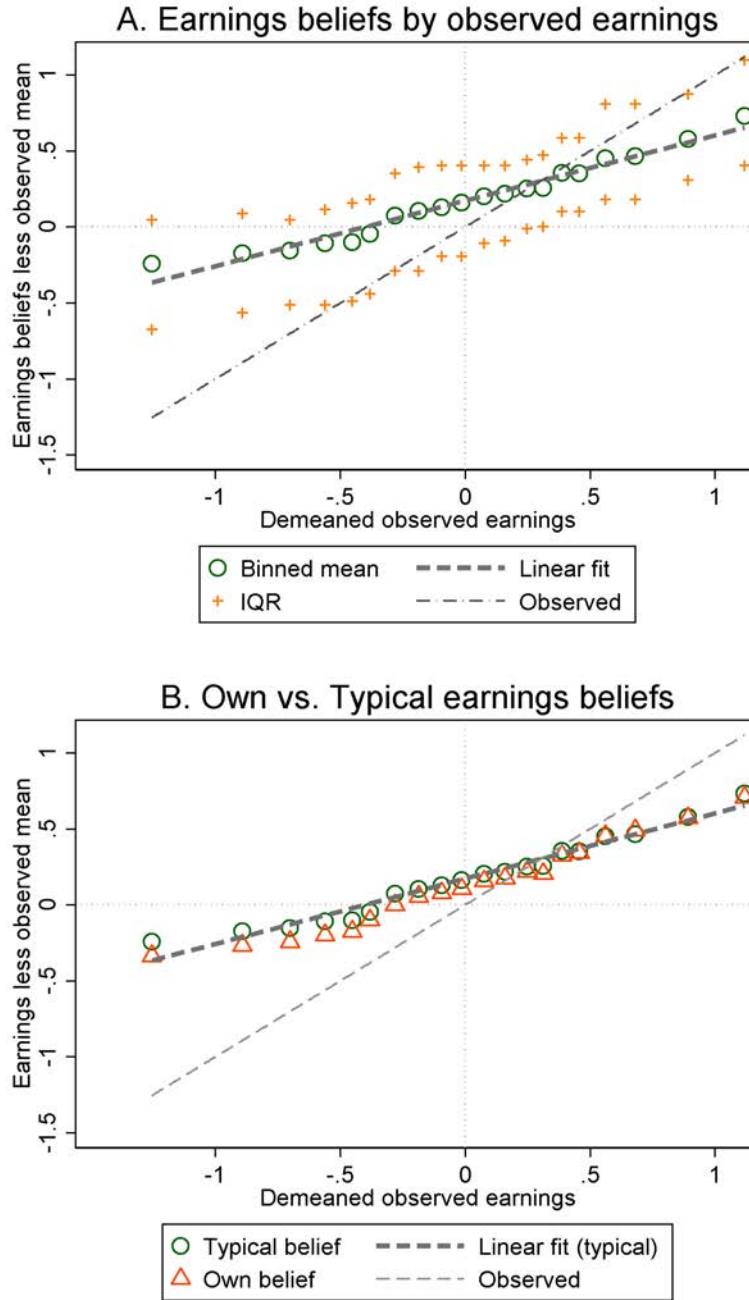 A. Earnings beliefs by observed earnings
Earnings beliefs less observed mean
1
.5
0
-.5
-1
-1.5
-1 -.5 0 .5 1
Demeaned observed earnings
Binned mean Linear fit
IQR Observed
B. Own vs. Typical earnings beliefs
Earnings less observed mean
1
.5
0
-.5
-1
-1.5
-1 -.5 0 .5 1
Demeaned observed earnings
Typical belief Linear fit (typical)
Own belief Observed